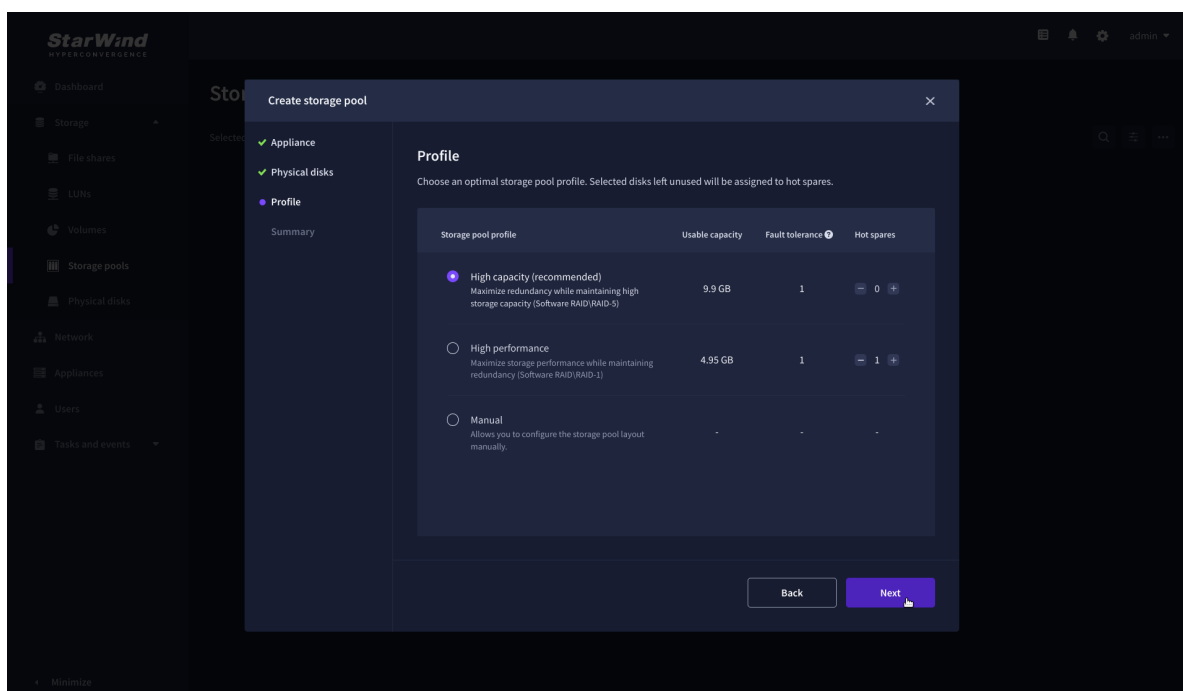 StarWind
HYPERCONVERGENCE
admin
Dashboard
Storage
File shares
LUNs
Volumes
Storage pools
Physical disks
Network
Appliances
Users
Tasks and events
Minimize
Stor
Selected
Create storage pool
Appliance
Physical disks
Profile
Summary
Profile
Choose an optimal storage pool profile. Selected disks left unused will be assigned to hot spares.
Storage pool profile Usable capacity Fault tolerance Hot spares
High capacity (recommended)
Maximize redundancy while maintaining high
storage capacity (Software RAID\RAID-5)
9.9 GB 1 0
High performance
Maximize storage performance while maintaining
redundancy (Software RAID\RAID-1)
4.95 GB 1 1
Manual
Allows you to configure the storage pool layout
manually.
- - -
Back Next